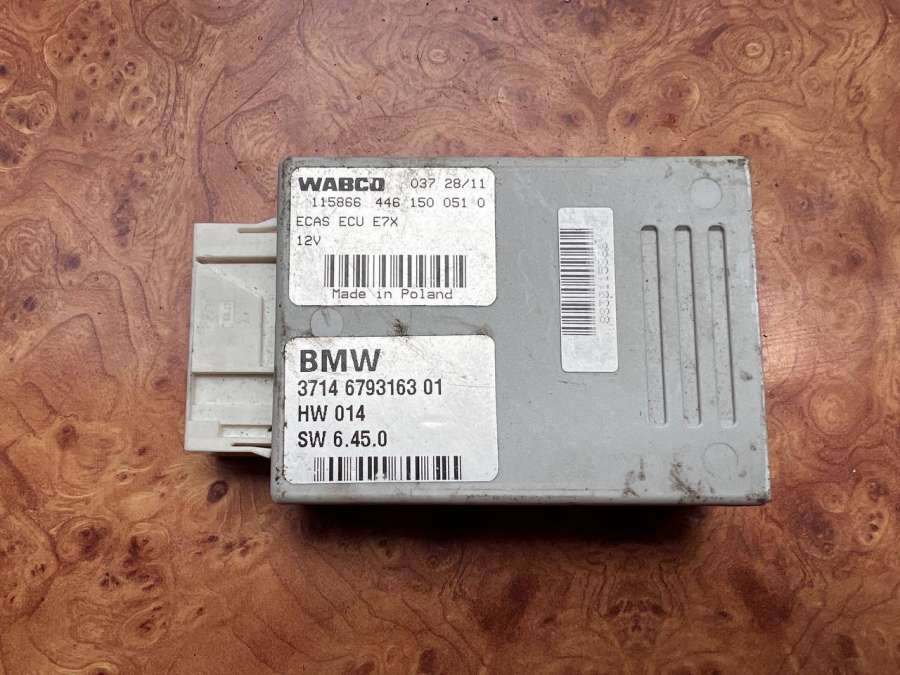 WABCO 037 28/11
115866 446 150 051 0
ECAS ECU E7X
12V
Made in Poland
BMW
3714 6793163 01
HW 014
SW 6.45.0